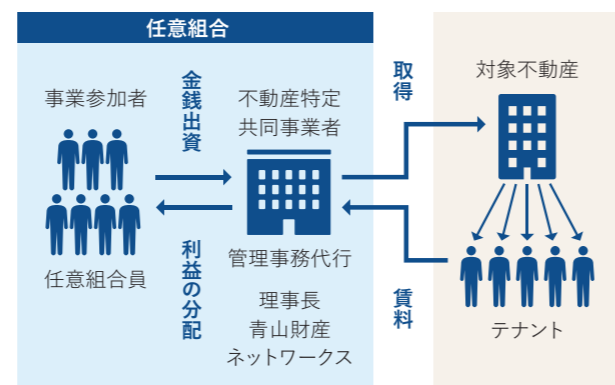 任意組合
事業参加者
任意組合員
金銭出資
利益の分配
不動産特定
共同事業者
管理事務代行
理事長
青山財産
ネットワークス
取得
賃料
対象不動産
テナント